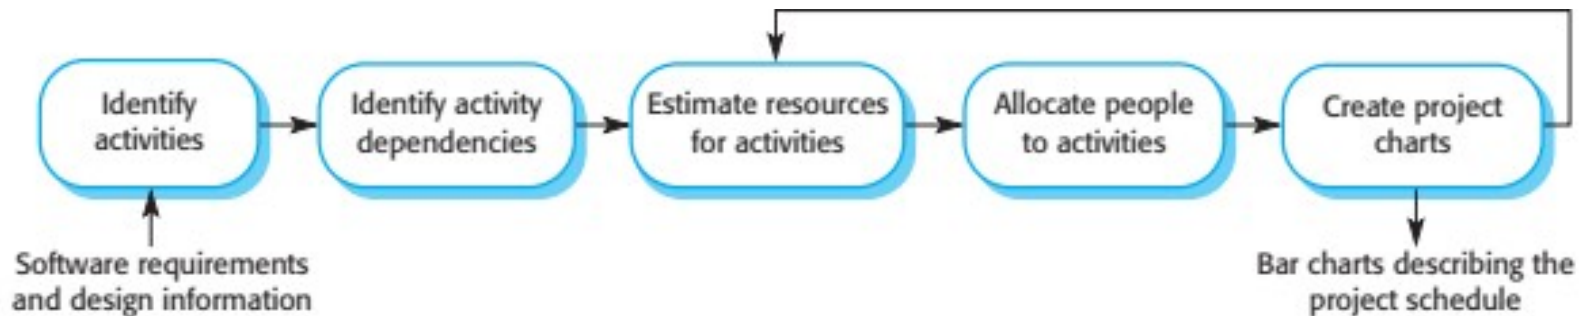 Identify
activities
Identify activity
dependencies
Estimate resources
for activities
Allocate people
to activities
Create project
charts
Software requirements
and design information
Bar charts describing the
project schedule